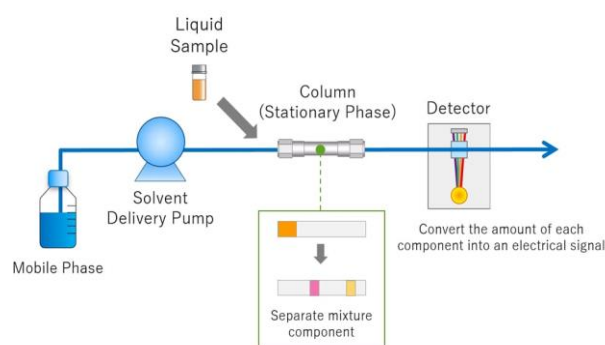 Liquid
Sample
Column
(Stationary Phase)
Detector
Solvent
Delivery Pump
Mobile Phase
Convert the amount of each
component into an electrical signal
Separate mixture
component